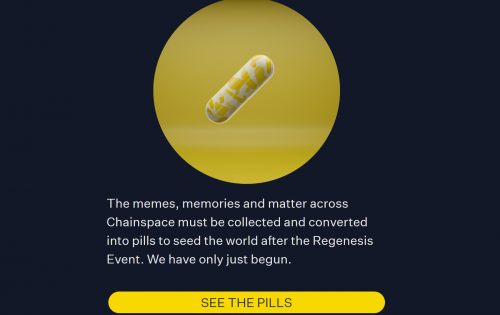 The memes, memories and matter across
Chainspace must be collected and converted
into pills to seed the world after the Regenesis
Event. We have only just begun.
SEE THE PILLS